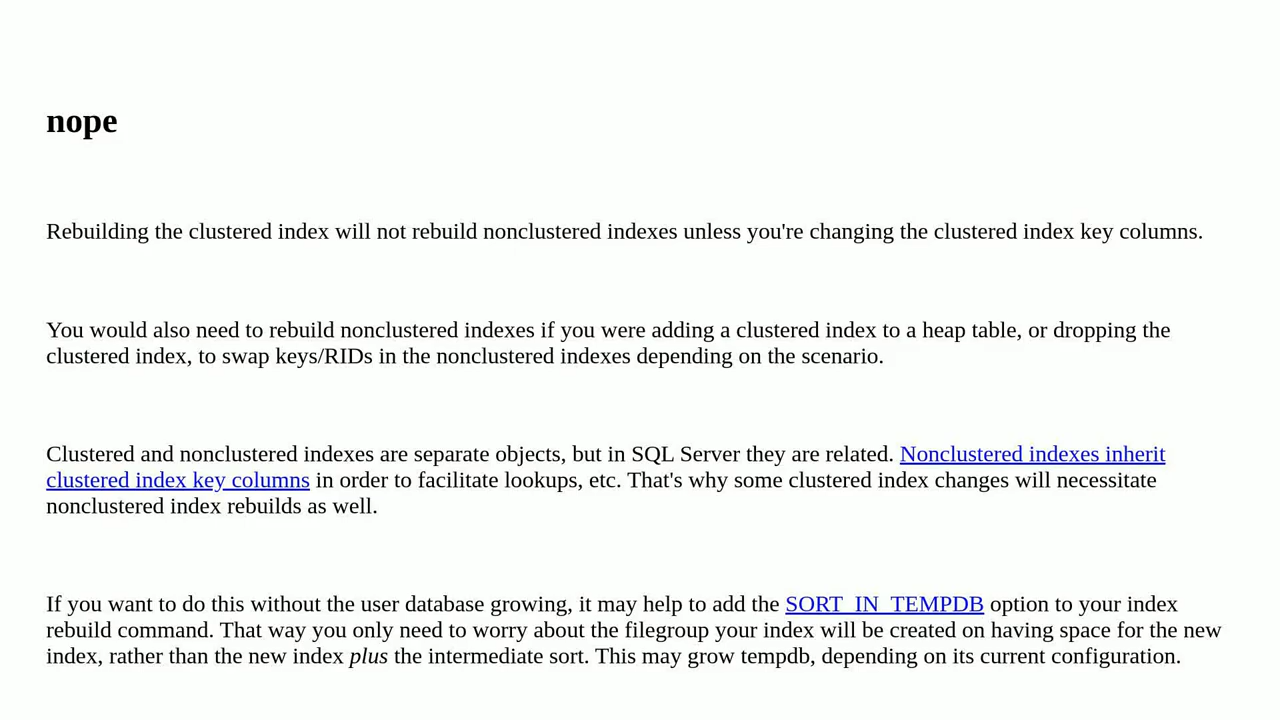 nope
Rebuilding the clustered index will not rebuild nonclustered indexes unless you're changing the clustered index key columns.
You would also need to rebuild nonclustered indexes if you were adding a clustered index to a heap table, or dropping the
clustered index, to swap keys/RIDs in the nonclustered indexes depending on the scenario.
Clustered and nonclustered indexes are separate objects, but in SQL Server they are related. Nonclustered indexes inherit
clustered index key columns in order to facilitate lookups, etc. That's why some clustered index changes will necessitate
nonclustered index rebuilds as well.
If you want to do this without the user database growing, it may help to add the SORT_IN_TEMPDB option to your index
rebuild command. That way you only need to worry about the filegroup your index will be created on having space for the new
index, rather than the new index plus the intermediate sort. This may grow tempdb, depending on its current configuration.